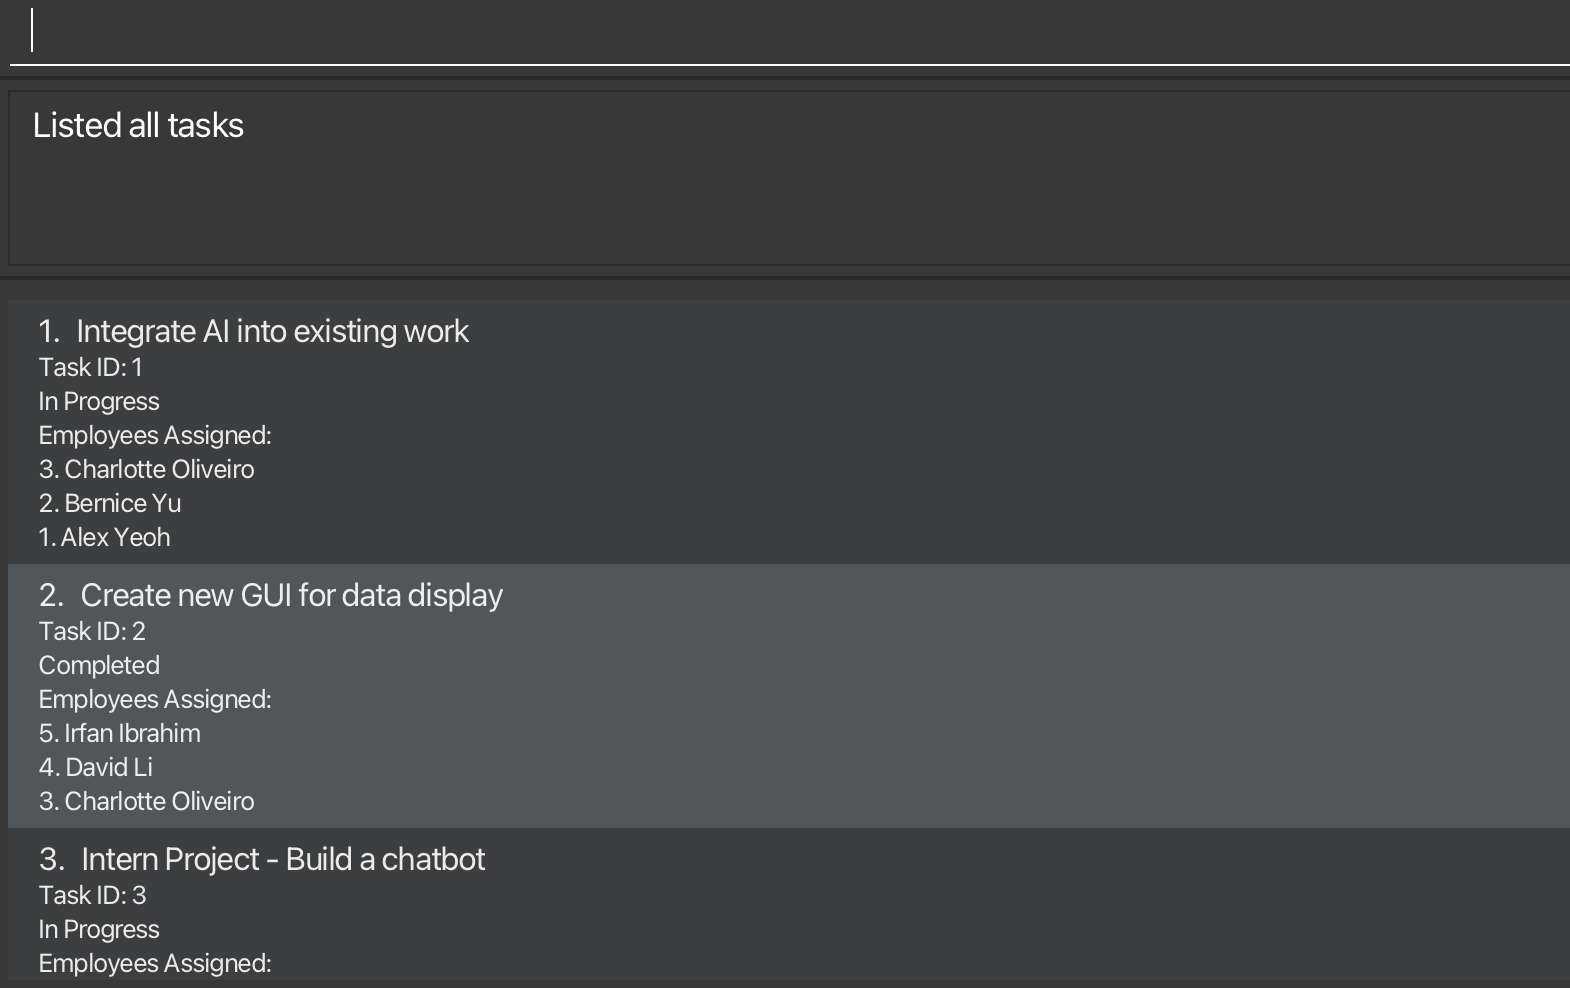 Listed all tasks
1. Integrate AI into existing work
Task ID: 1
In Progress
Employees Assigned:
3. Charlotte Oliveiro
2. Bernice Yu
1. Alex Yeoh
2. Create new GUI for data display
Task ID: 2
Completed
Employees Assigned:
5. Irfan Ibrahim
4. David Li
3. Charlotte Oliveiro
3. Intern Project - Build a chatbot
Task ID: 3
In Progress
Employees Assigned: